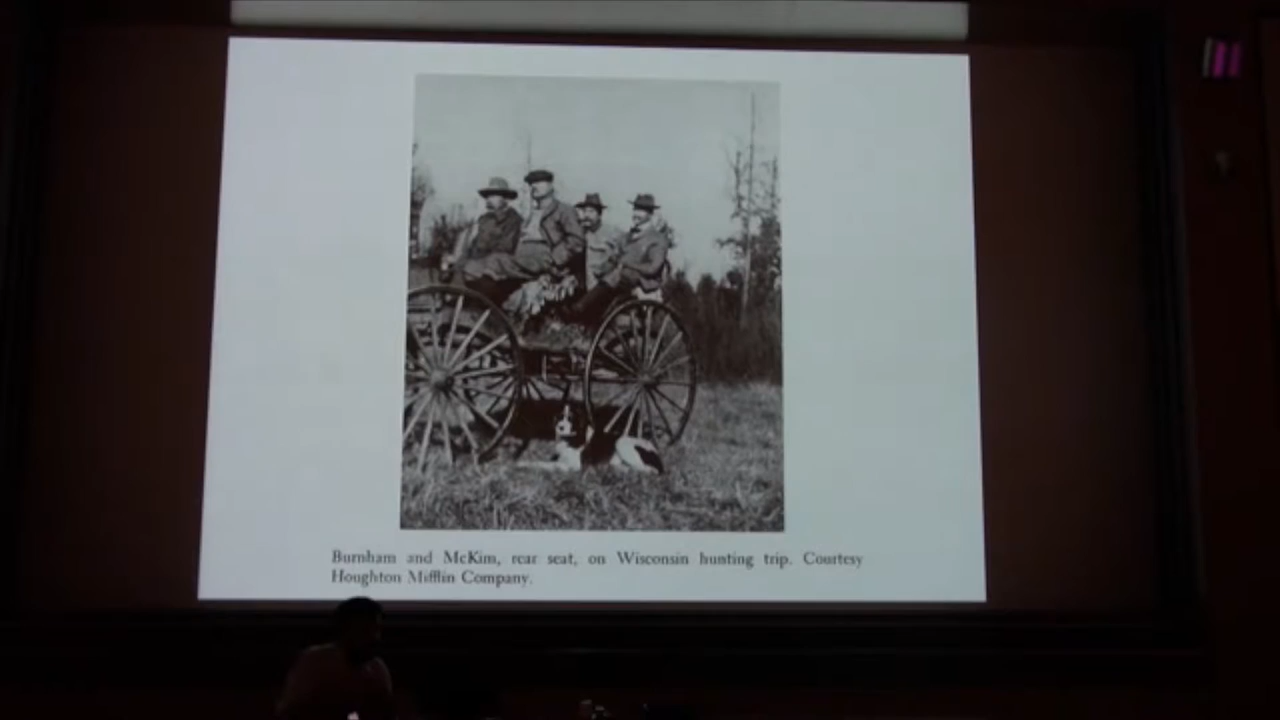 Burnham and McKim, rear seat, on Wisconsin hunting trip. Courtesy
Houghton Mifflin Company.